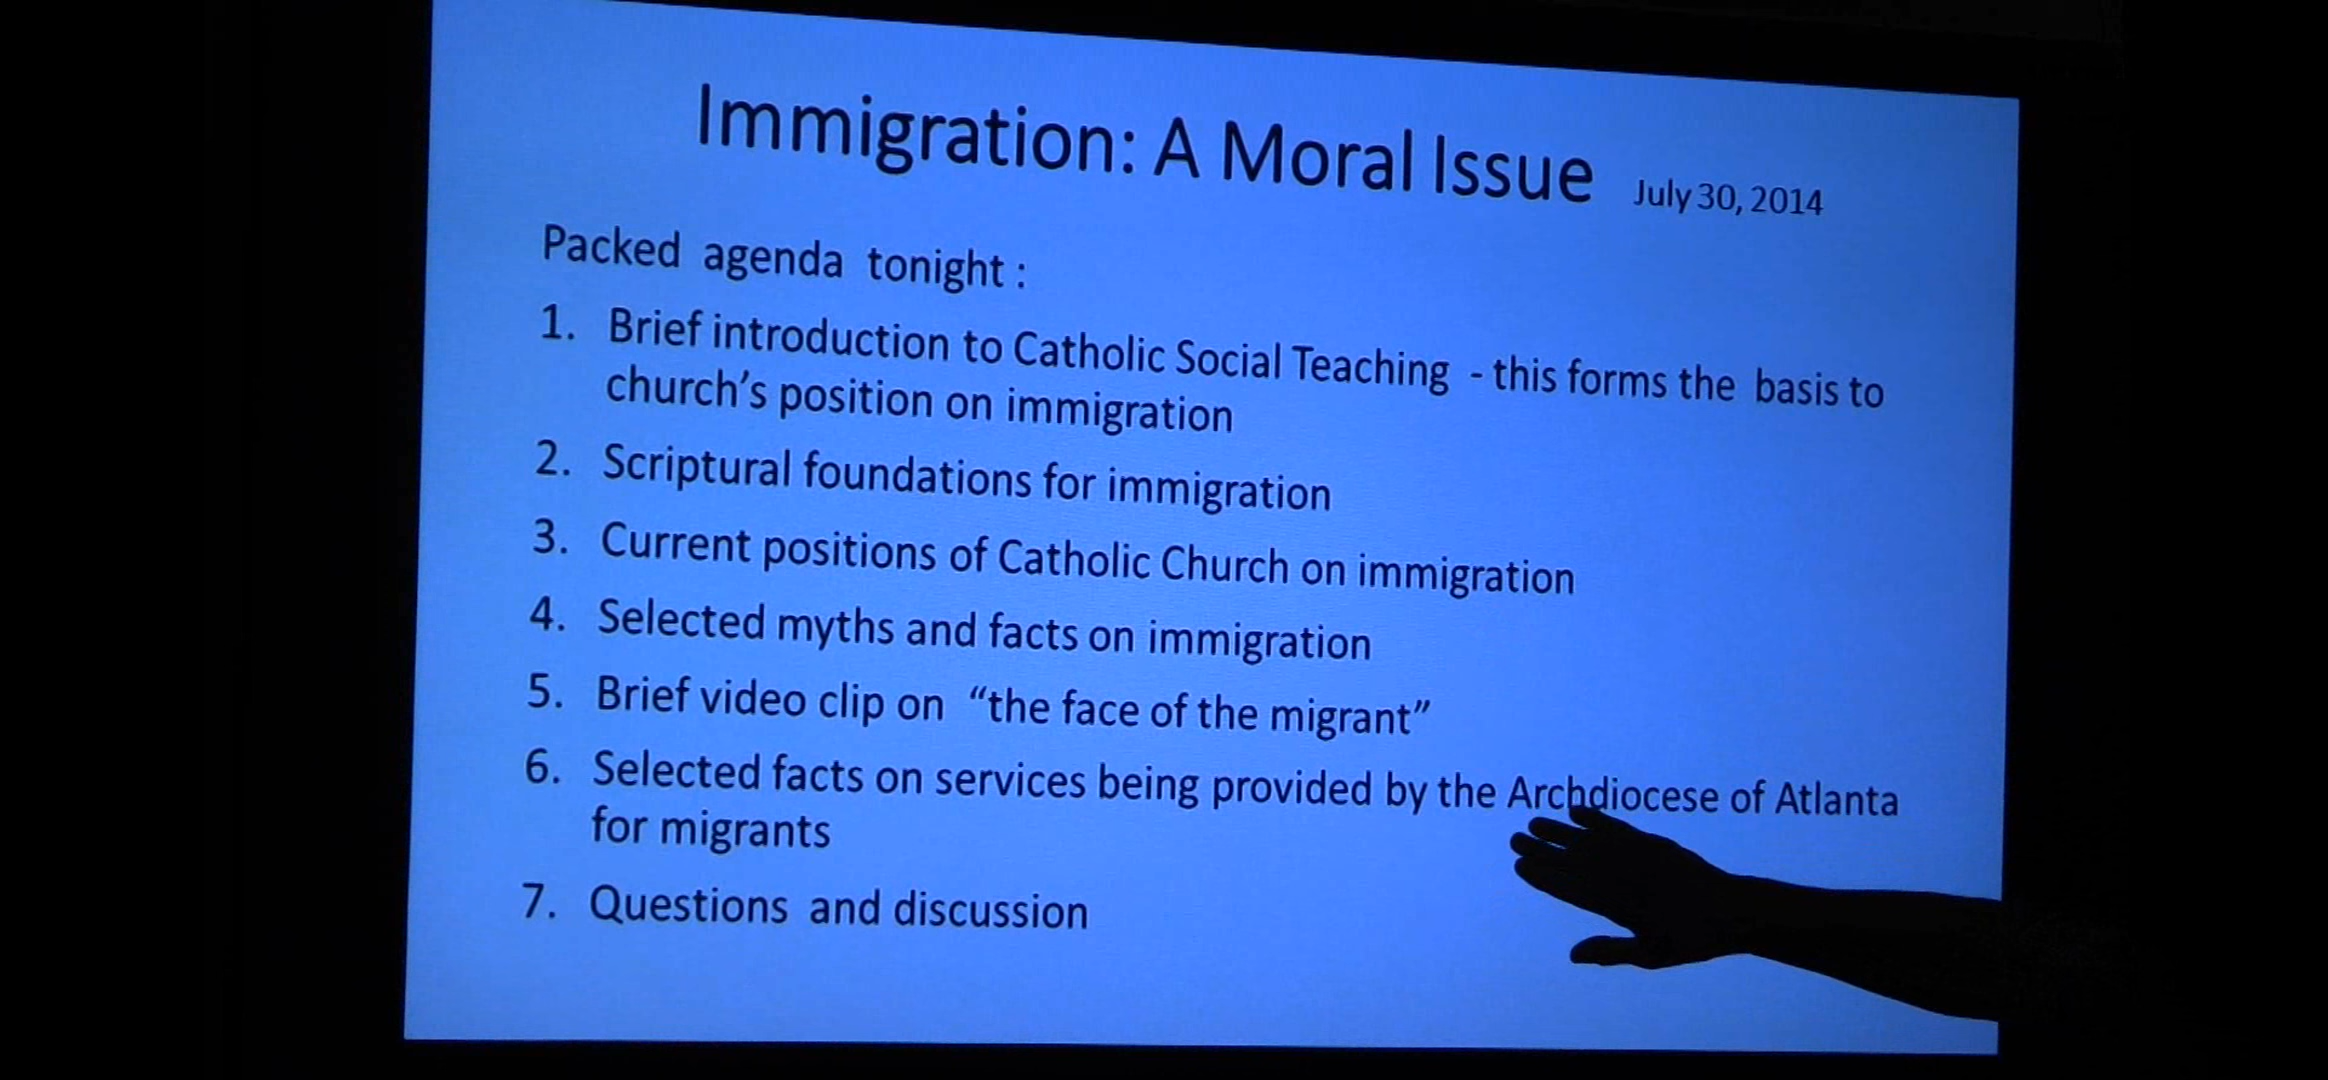 Immigration: A Moral Issue July 30, 2014
Packed agenda tonight :
1. Brief introduction to Catholic Social Teaching - this forms the basis to
church’s position on immigration
2. Scriptural foundations for immigration
3. Current positions of Catholic Church on immigration
4. Selected myths and facts on immigration
5. Brief video clip on “the face of the migrant”
6. Selected facts on services being provided by the Archdiocese of Atlanta
for migrants
7. Questions and discussion